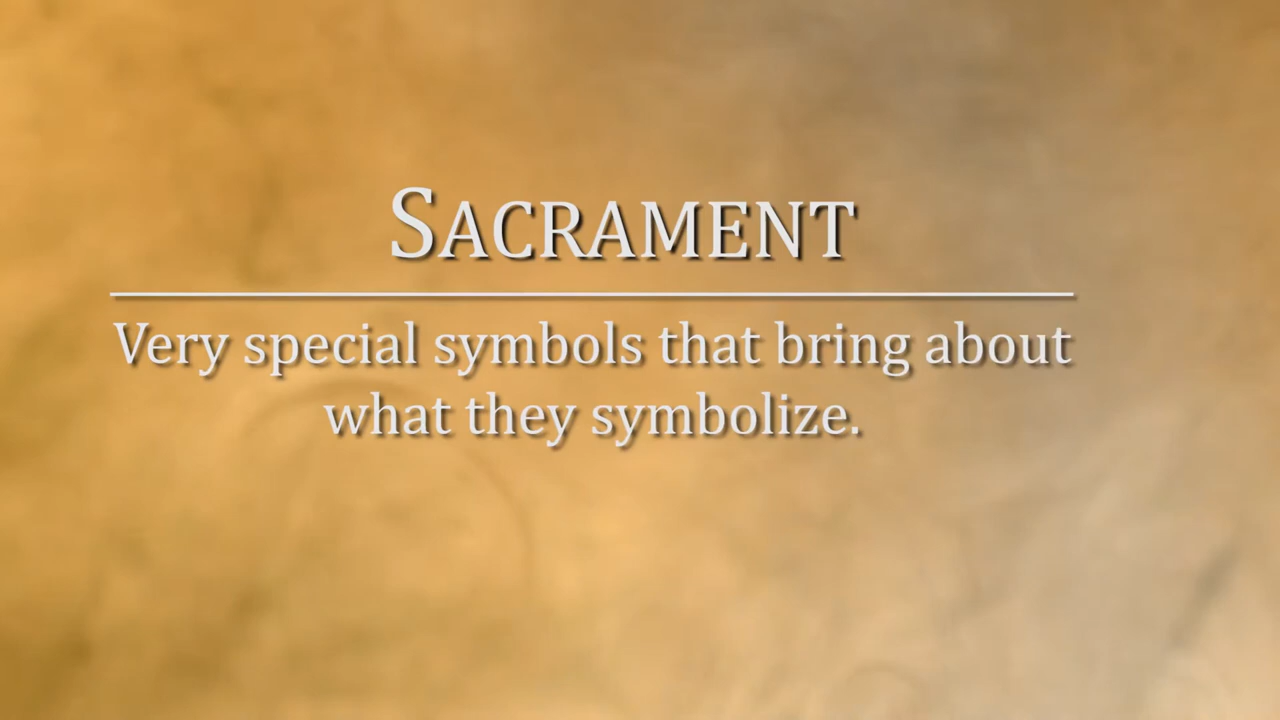 SACRAMENT
Very special symbols that bring about
what they symbolize.